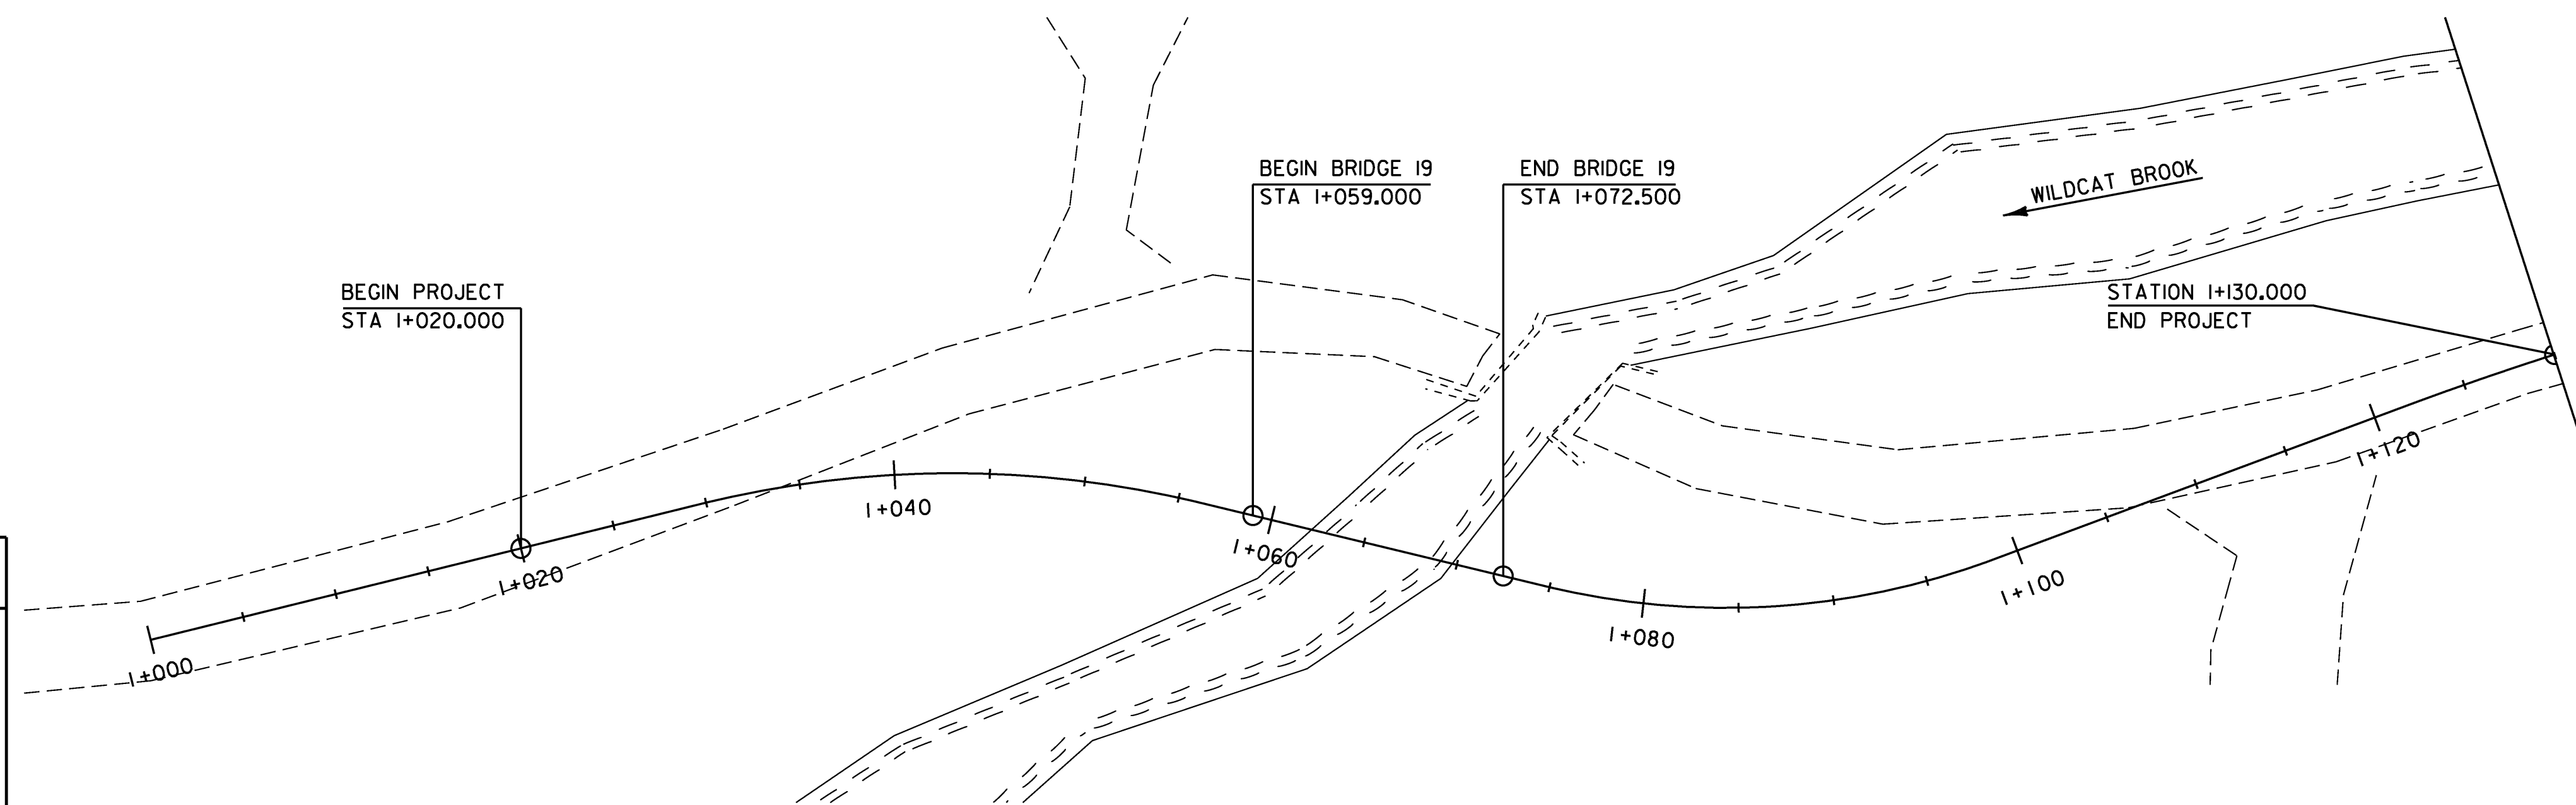 BEGIN BRIDGE 19
STA 1+059.000
END BRIDGE 19
STA 1+072.500
WILDCAT BROOK
BEGIN PROJECT
STA 1+020.000
STATION 1+130.000
END PROJECT
1+000
1+020
1+040
1+060
1+080
1+100
1+120